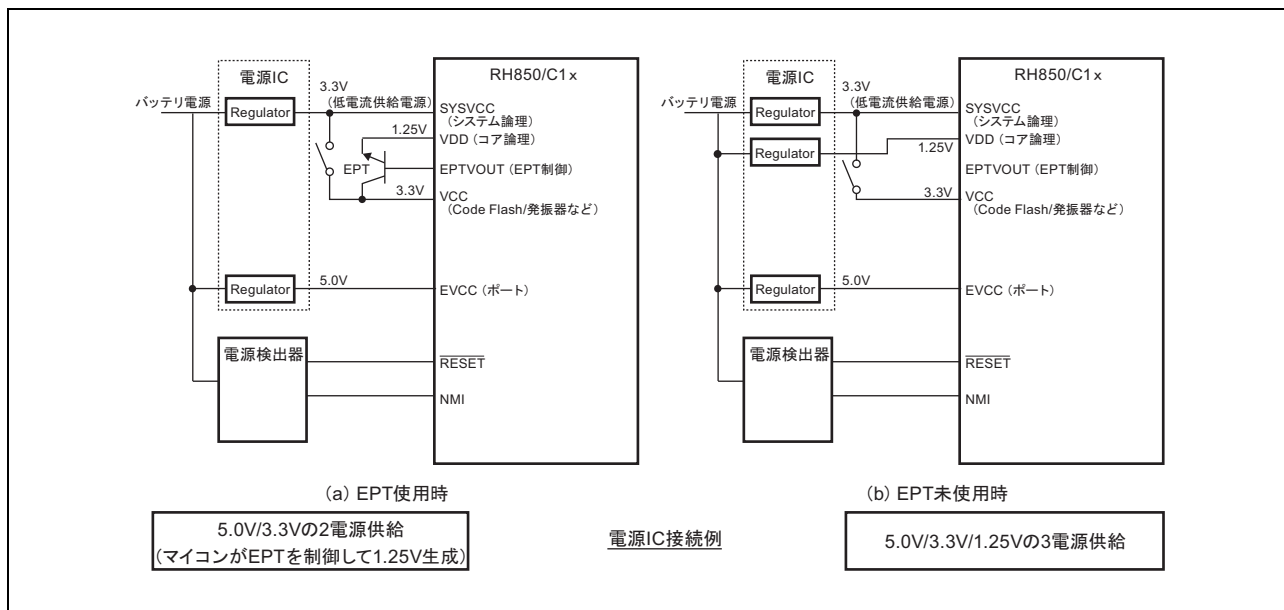 電源IC
3.3V
(低電流供給電源)
RH850/C1x
バッテリ電源
Regulator
SYSVCC
(システム論理)
1.25V
VDD (コア論理)
EPT
EPTVOUT (EPT制御)
3.3V
VCC
(Code Flash/発振器など)
Regulator
5.0V
EVCC (ポート)
電源検出器
RESET
NMI
(a) EPT使用時
5.0V/3.3Vの2電源供給
(マイコンがEPTを制御して1.25V生成)
電源IC接続例
電源IC
3.3V
(低電流供給電源)
RH850/C1x
バッテリ電源
Regulator
SYSVCC
(システム論理)
Regulator
VDD (コア論理)
1.25V
EPTVOUT (EPT制御)
3.3V
VCC
(Code Flash/発振器など)
Regulator
5.0V
EVCC (ポート)
電源検出器
RESET
NMI
(b) EPT未使用時
5.0V/3.3V/1.25Vの3電源供給